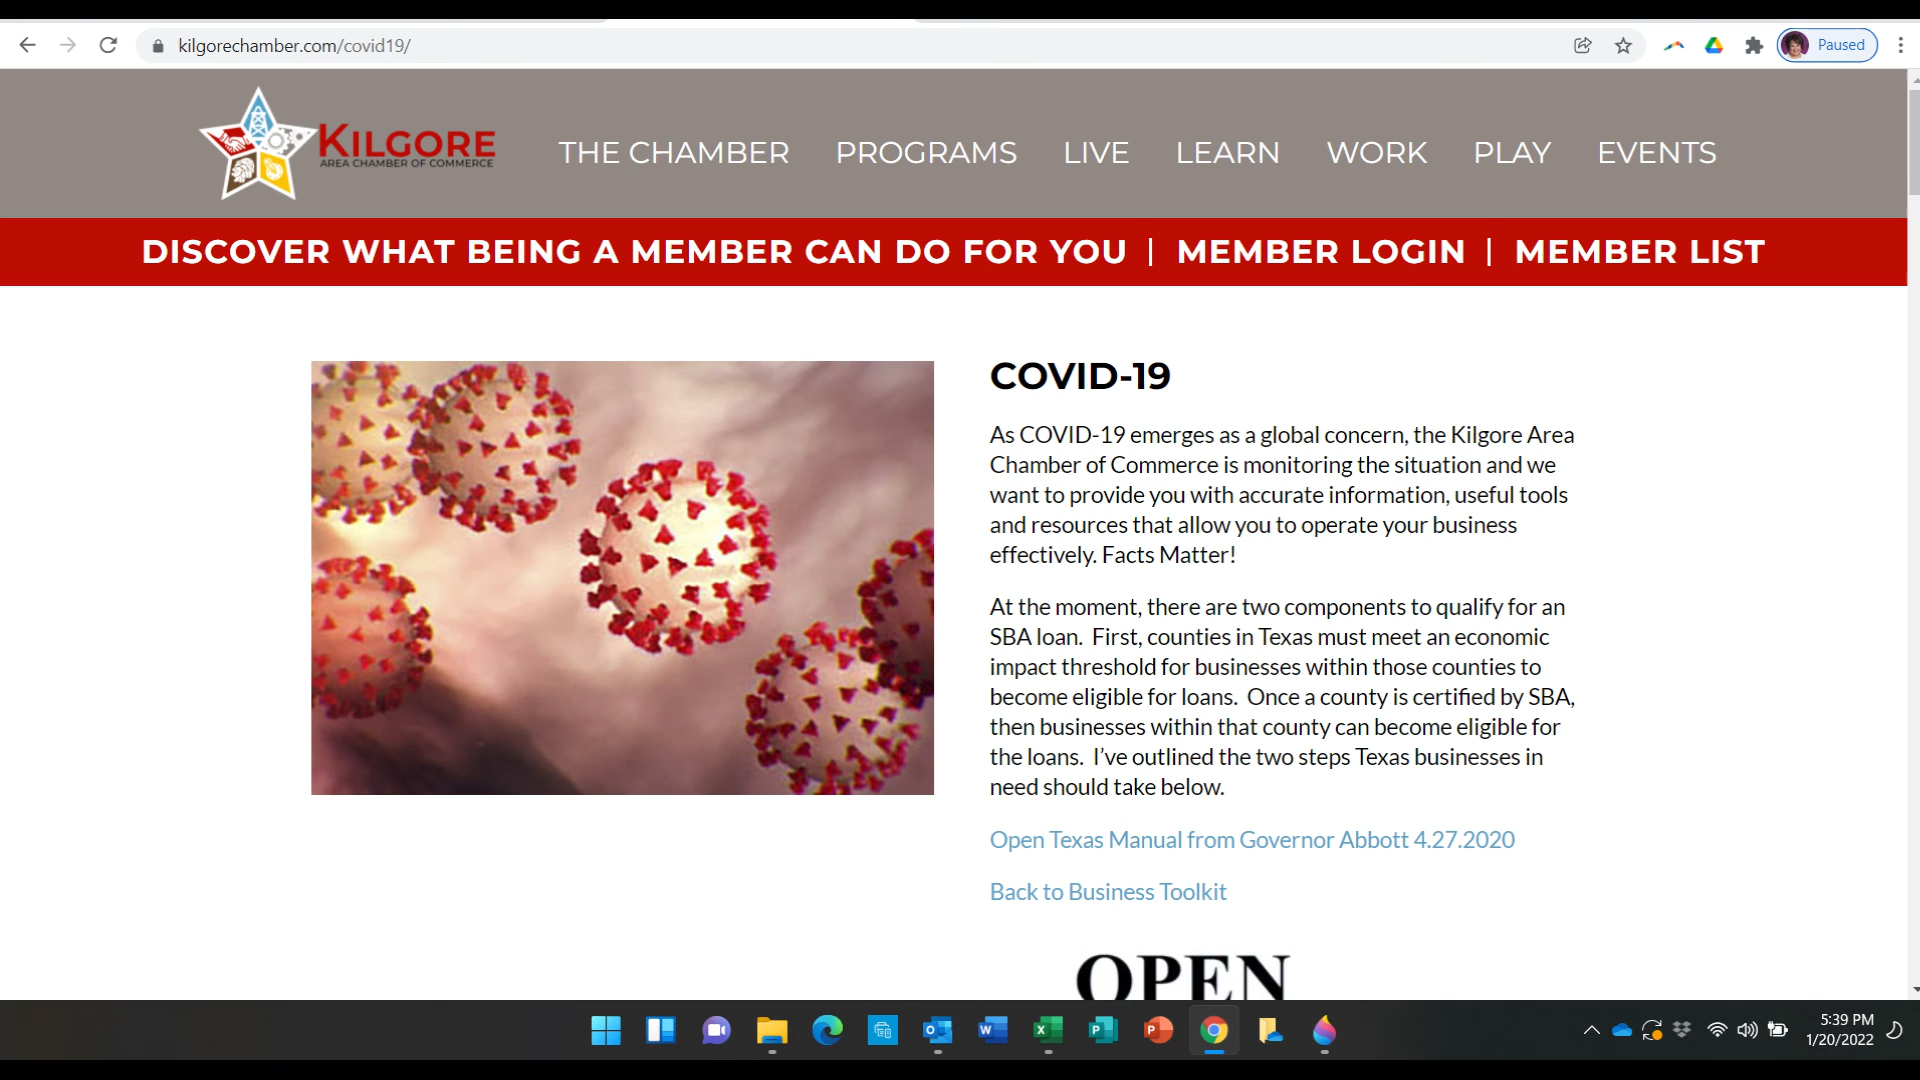 kilgorechamber.com/covid19/
Paused
KILGORE
AREA CHAMBER OF COMMERCE
THE CHAMBER PROGRAMS LIVE LEARN WORK PLAY EVENTS
DISCOVER WHAT BEING A MEMBER CAN DO FOR YOU | MEMBER LOGIN | MEMBER LIST
COVID-19
As COVID-19 emerges as a global concern, the Kilgore Area
Chamber of Commerce is monitoring the situation and we
want to provide you with accurate information, useful tools
and resources that allow you to operate your business
effectively. Facts Matter!
At the moment, there are two components to qualify for an
SBA loan.  First, counties in Texas must meet an economic
impact threshold for businesses within those counties to
become eligible for loans.  Once a county is certified by SBA,
then businesses within that county can become eligible for
the loans.  I’ve outlined the two steps Texas businesses in
need should take below.
Open Texas Manual from Governor Abbott 4.27.2020
Back to Business Toolkit
OPEN
5:39 PM
1/20/2022